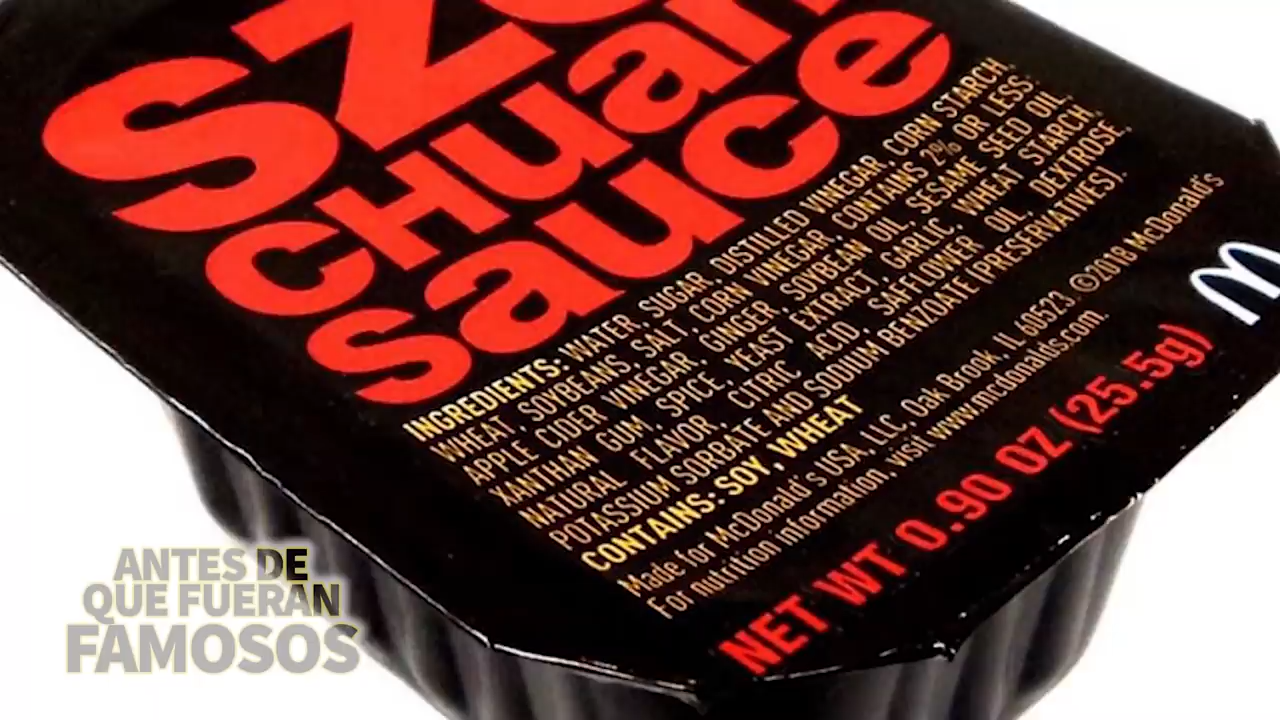 Sze
cHuan
sauce
INGREDIENTS: WATER, SUGAR, DISTILLED VINEGAR, CORN STARCH,
WHEAT, SOYBEANS, SALT, CORN VINEGAR, CONTAINS 2% OR LESS:
APPLE CIDER VINEGAR, GINGER, SOYBEAN OIL, SESAME SEED OIL,
XANTHAN GUM, SPICE, YEAST EXTRACT, GARLIC, WHEAT STARCH,
NATURAL FLAVOR, CITRIC ACID, SAFFLOWER OIL, DEXTROSE,
POTASSIUM SORBATE AND SODIUM BENZOATE (PRESERVATIVES).
CONTAINS: SOY, WHEAT
Made for McDonald's USA, LLC, Oak Brook, IL 60523. ©2018 McDonald's
For nutrition information, visit www.mcdonalds.com.
NET WT 0.90 OZ (25.5g)
ANTES DE
QUE FUERAN
FAMOSOS